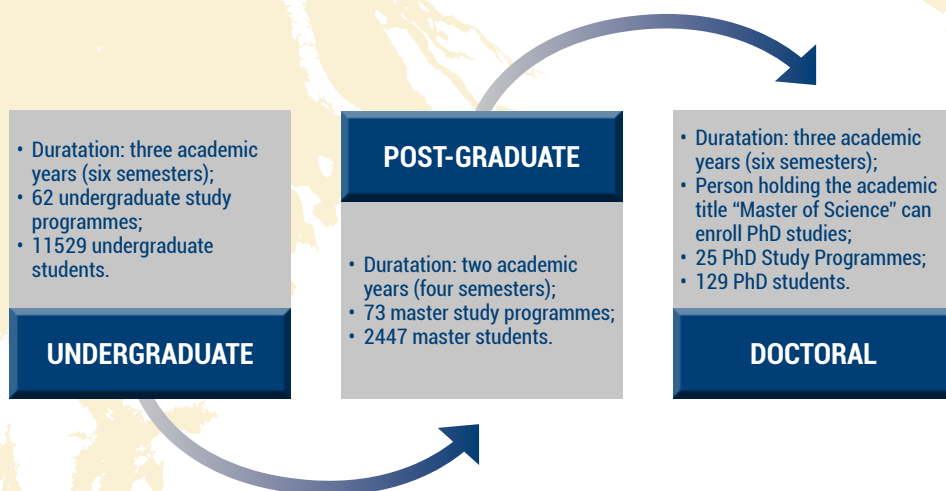 • Duratation: three academic
years (six semesters);
• 62 undergraduate study
programmes;
• 11529 undergraduate
students.
UNDERGRADUATE
POST-GRADUATE
• Duratation: two academic
years (four semesters);
• 73 master study programmes;
• 2447 master students.
• Duratation: three academic
years (six semesters);
• Person holding the academic
title “Master of Science” can
enroll PhD studies;
• 25 PhD Study Programmes;
• 129 PhD students.
DOCTORAL